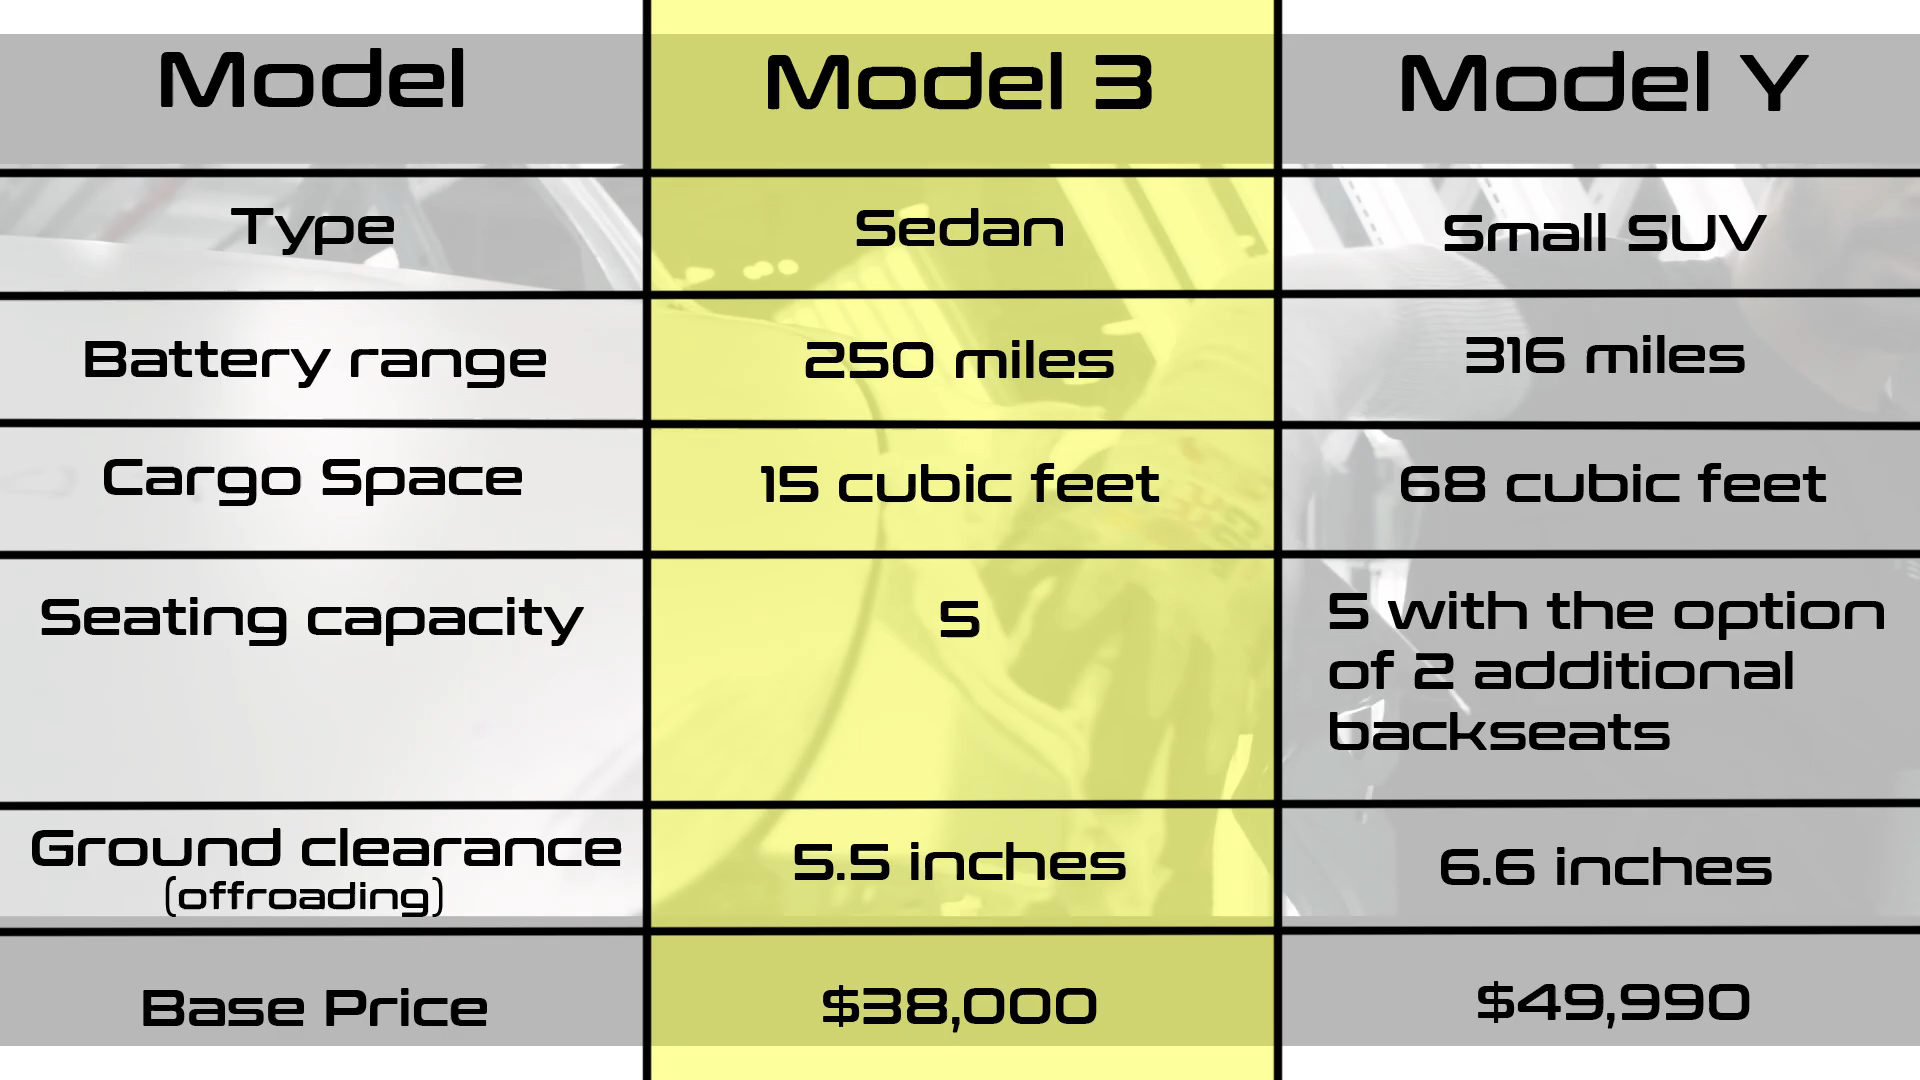 Model Model 3 Model Y
Type Sedan Small SUV
Battery range 250 miles 316 miles
Cargo Space 15 cubic feet 68 cubic feet
Seating capacity 5 5 with the option
of 2 additional
backseats
Ground clearance 5.5 inches 6.6 inches
(offroading)
Base Price $38,000 $49,990